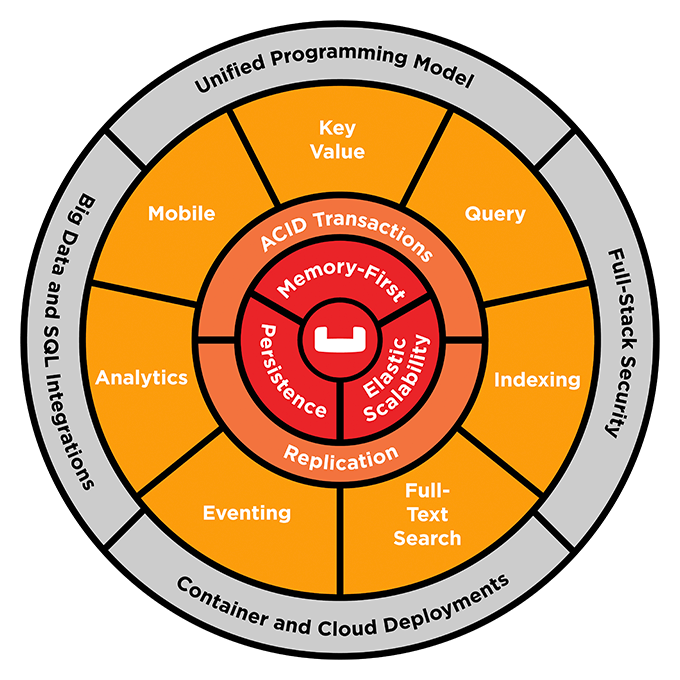 Unified Programming Model
Key
Value
Mobile
Query
ACID Transactions
Memory-First
Big Data and SQL Integrations
Full-Stack Security
Persistence
Elastic
Scalability
Analytics
Indexing
Replication
Eventing
Full-
Text
Search
Container and Cloud Deployments